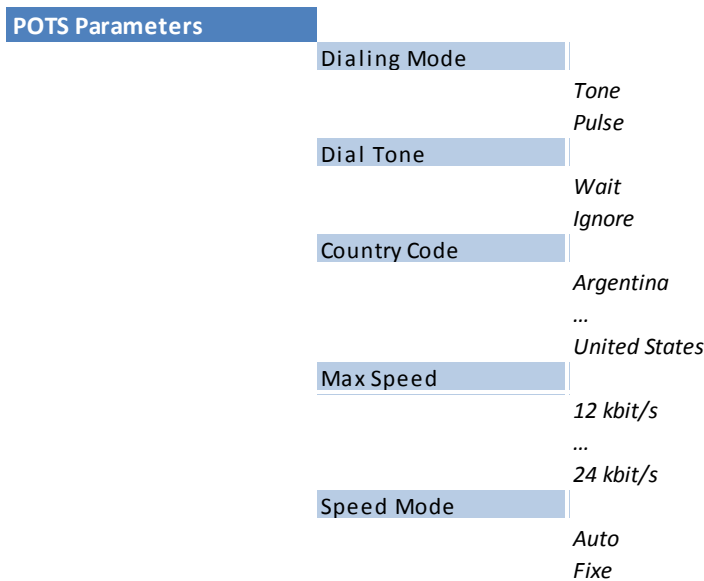 POTS Parameters
Dialing Mode
Tone
Pulse
Dial Tone
Wait
Ignore
Country Code
Argentina
…
United States
Max Speed
12 kbit/s
…
24 kbit/s
Speed Mode
Auto
Fixe